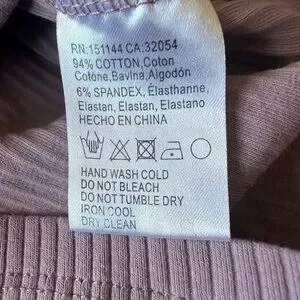 RN:151144 CA:32054
94% COTTON,Coton
Cotone,Bavlna,Algodón
6% SPANDEX, Élasthanne,
Elastan, Elastan, Elastano
HECHO EN CHINA
HAND WASH COLD
DO NOT BLEACH
DO NOT TUMBLE DRY
IRON COOL
DRY CLEAN